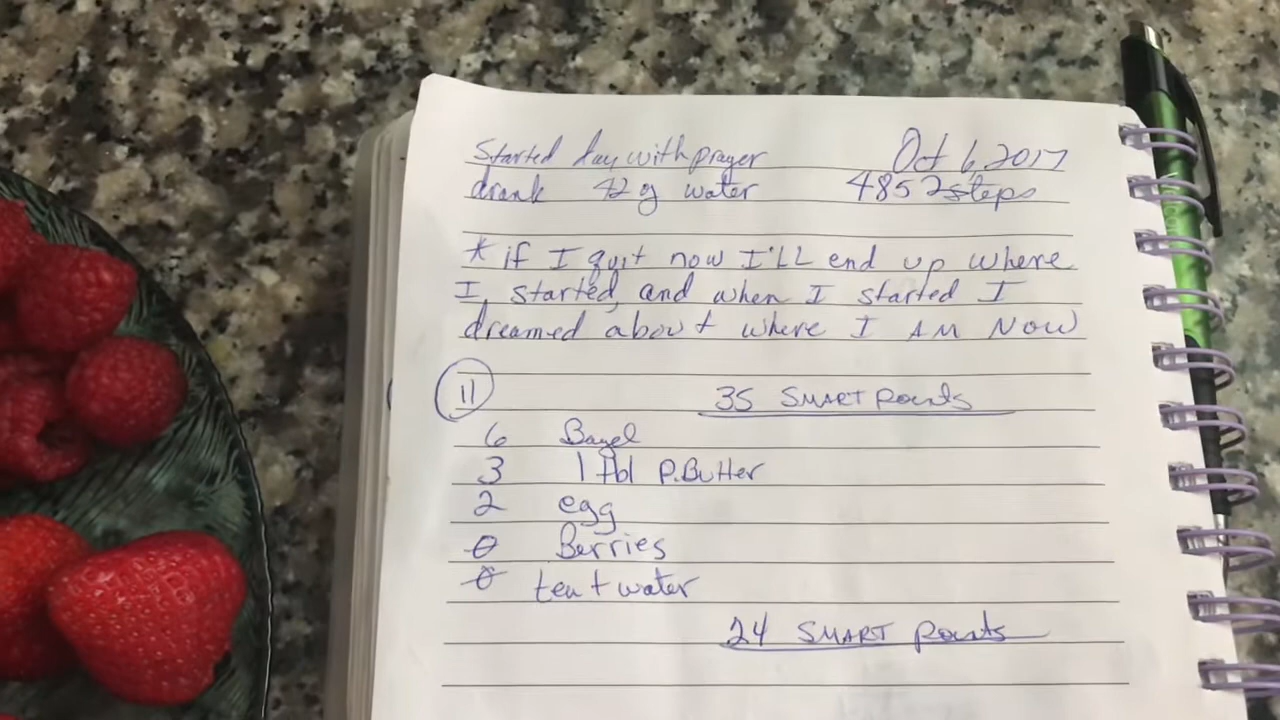 Started day with prayer Oct 6, 2017
drank 42 g water 4852 steps
* if I quit now I'LL end up where
I, started, and when I started I
dreamed about where I AM NOW
11 35 SMART Points
6 Bagel
3 1 tbl P.Butter
2 egg
0 Berries
0 tea + water
24 SMART points